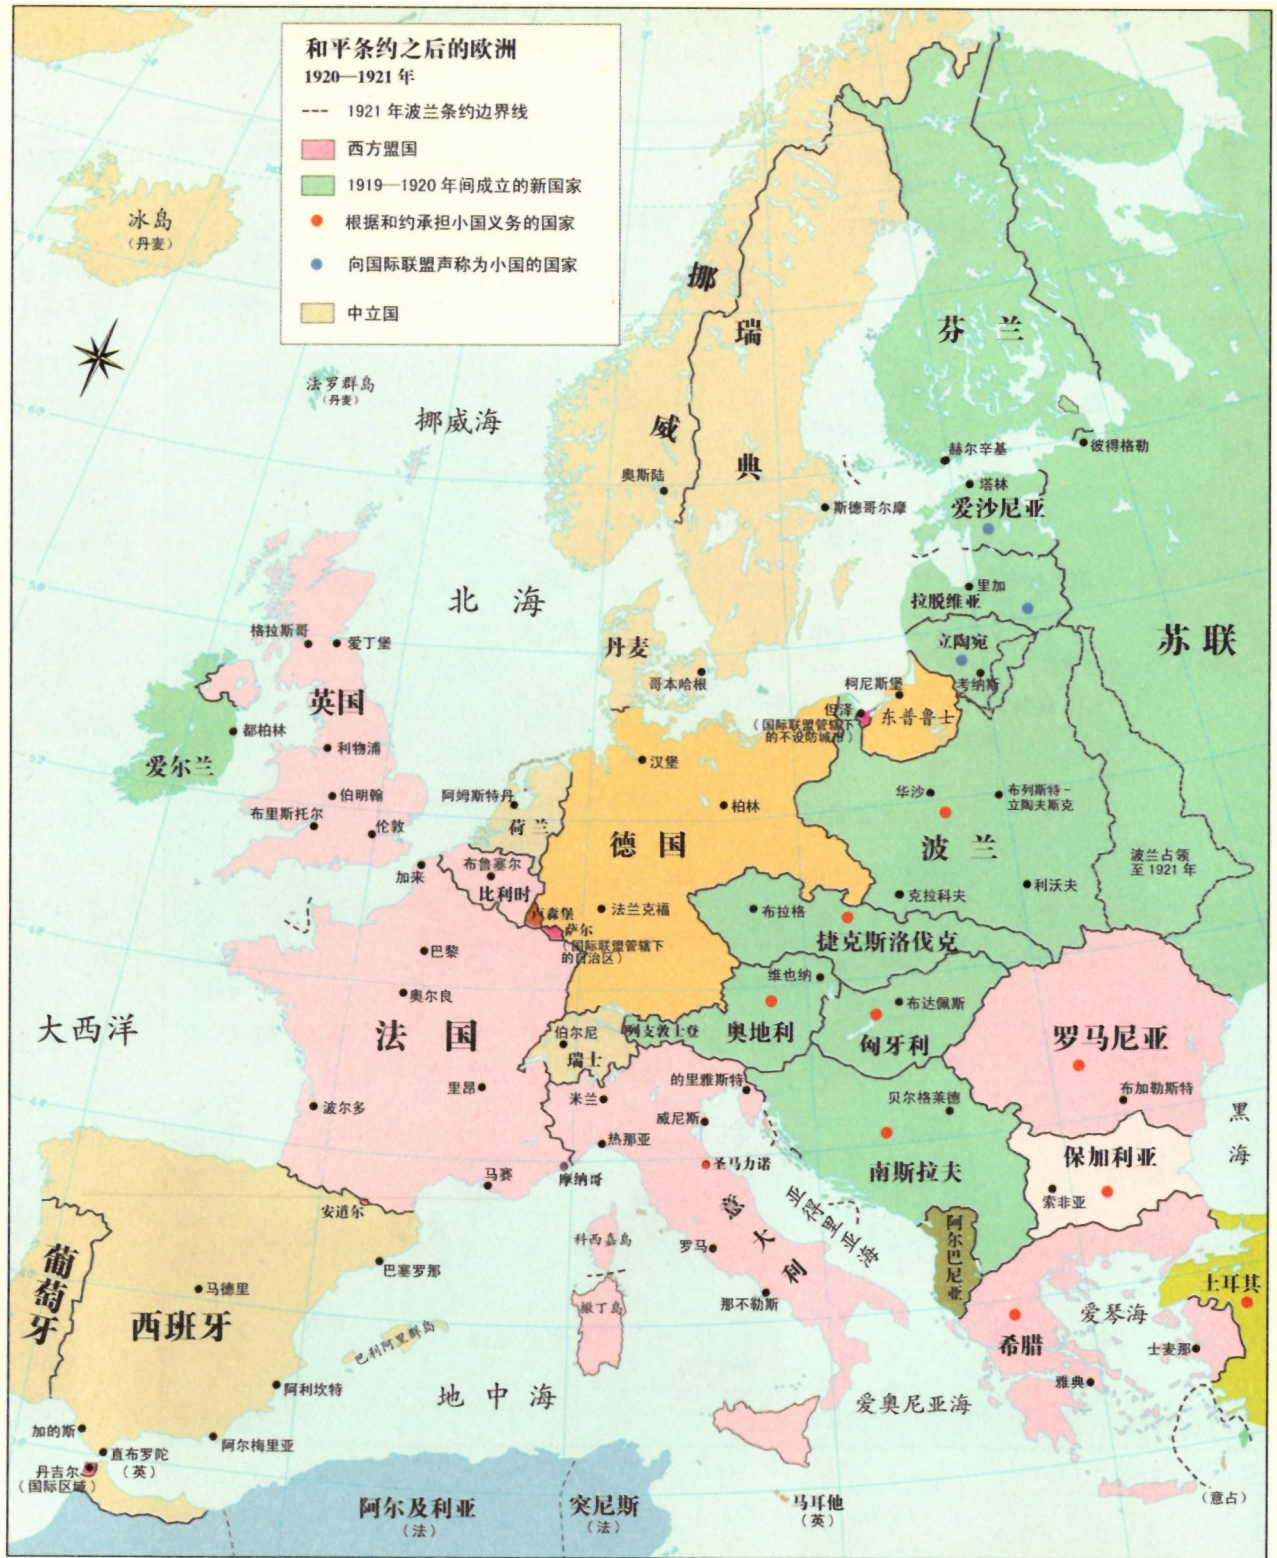 和平条约之后的欧洲
1920—1921 年
1921 年波兰条约边界线
西方盟国
1919—1920 年间成立的新国家
根据和约承担小国义务的国家
向国际联盟声称为小国的国家
中立国
冰岛
（丹麦）
法罗群岛
（丹麦）
挪威海
挪
威
瑞
典
芬 兰
奥斯陆
斯德哥尔摩
赫尔辛基
彼得格勒
塔林
爱沙尼亚
里加
拉脱维亚
立陶宛
考纳斯
苏联
北 海
格拉斯哥
爱丁堡
英国
都柏林
爱尔兰
利物浦
伯明翰
布里斯托尔
伦敦
丹麦
哥本哈根
柯尼斯堡
但泽
（国际联盟管辖下
的不设防城市）
东普鲁士
汉堡
柏林
阿姆斯特丹
荷兰
德 国
华沙
布列斯特－
立陶夫斯克
波 兰
波兰占领
至 1921 年
加来
布鲁塞尔
比利时
卢森堡
萨尔
（国际联盟管辖下
的自治区）
法兰克福
布拉格
克拉科夫
利沃夫
捷克斯洛伐克
巴黎
奥尔良
大西洋
法 国
里昂
波尔多
马赛
伯尔尼
瑞士
列支敦士登
维也纳
奥地利
布达佩斯
匈牙利
罗马尼亚
布加勒斯特
黑
海
米兰
的里雅斯特
威尼斯
热那亚
摩纳哥
圣马力诺
贝尔格莱德
南斯拉夫
保加利亚
索非亚
安道尔
巴塞罗那
葡
萄
牙
马德里
西班牙
巴利阿里群岛
阿利坎特
加的斯
阿尔梅里亚
直布罗陀
（英）
丹吉尔
（国际区域）
科西嘉岛
撒丁岛
罗马
那不勒斯
意
大
利
亚
得
里
亚
海
阿
尔
巴
尼
亚
爱琴海
土耳其
希腊
士麦那
雅典
地 中 海
爱奥尼亚海
阿尔及利亚
（法）
突尼斯
（法）
马耳他
（英）
（意占）